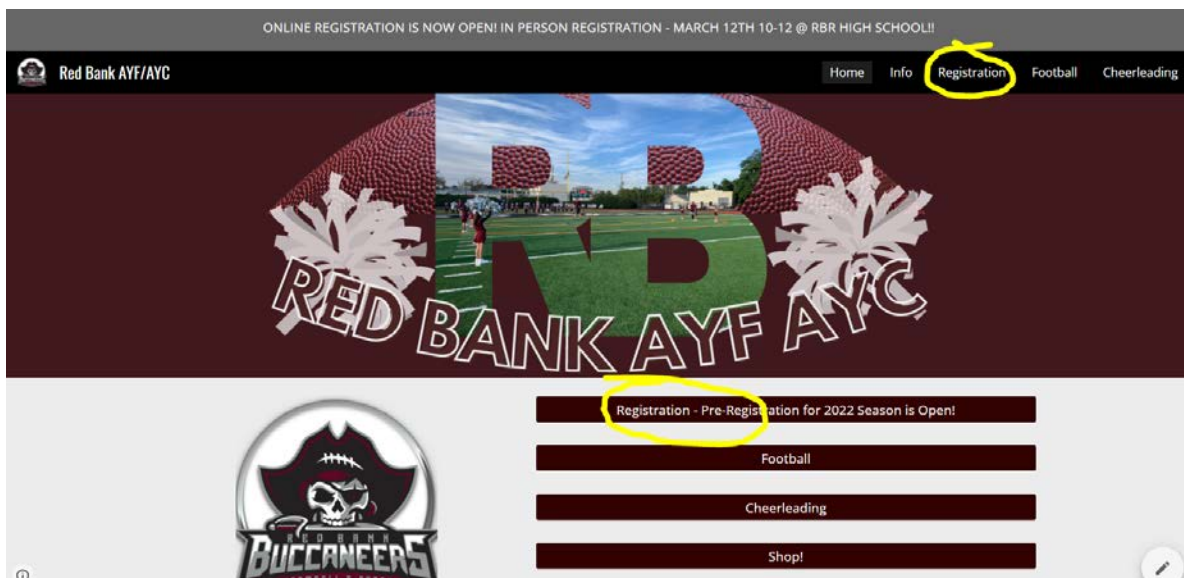 ONLINE REGISTRATION IS NOW OPEN! IN PERSON REGISTRATION - MARCH 12TH 10-12 @ RBR HIGH SCHOOL!!
Red Bank AYF/AYC
Home Info Registration Football Cheerleading
RB
RED BANK AYF AYC
Registration - Pre-Registration for 2022 Season is Open!
Football
Cheerleading
Shop!
RED BANK
BUCCANEERS